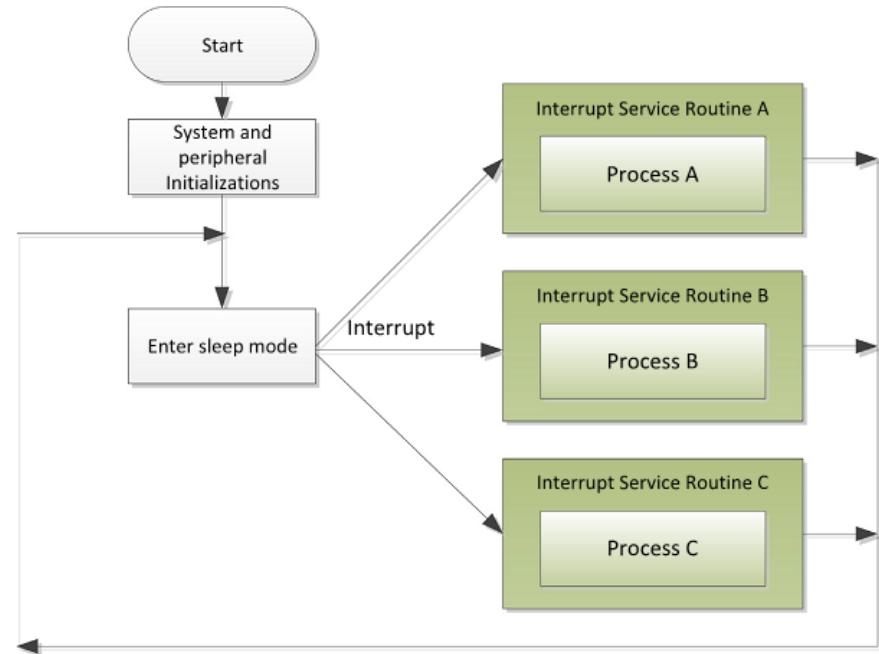 Start
System and
peripheral
Initializations
Enter sleep mode
Interrupt
Interrupt Service Routine A
Process A
Interrupt Service Routine B
Process B
Interrupt Service Routine C
Process C